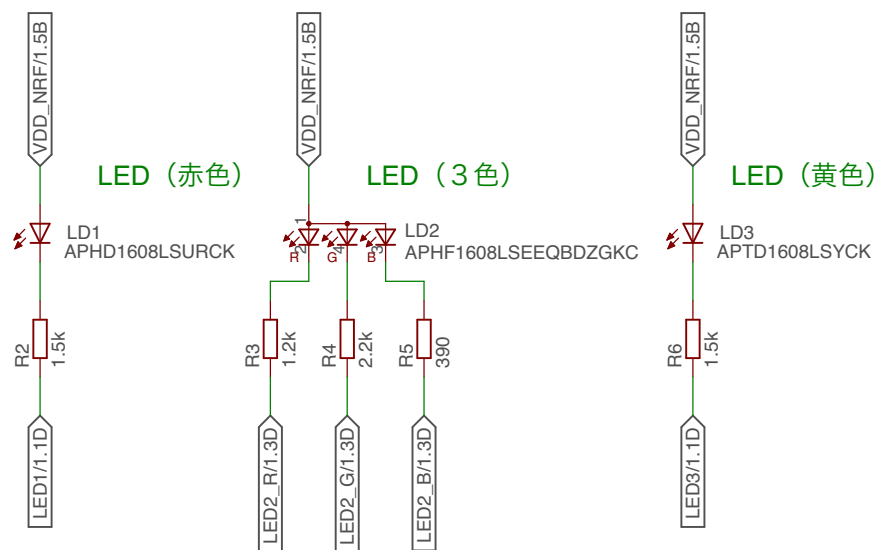 VDD_NRF/1.5B
VDD_NRF/1.5B
VDD_NRF/1.5B
LED（赤色）
LED（３色）
LED（黄色）
LD1
APHD1608LSURCK
1
R
2
G
4
B
3
LD2
APHF1608LSEEQBDZGKC
LD3
APTD1608LSYCK
R2
1.5k
R3
1.2k
R4
2.2k
R5
390
R6
1.5k
LED1/1.1D
LED2_R/1.3D
LED2_G/1.3D
LED2_B/1.3D
LED3/1.1D